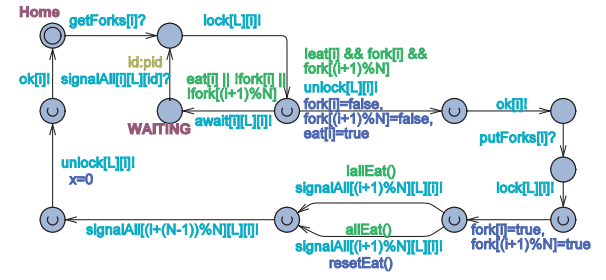 Home
getForks[i]?
lock[L][i]!
ok[i]!
signalAll[i][L][id]?
id:pid
eat[i] || !fork[i] ||
!fork[(i+1)%N]
!eat[i] && fork[i] &&
fork[(i+1)%N]
unlock[L][i]!
fork[i]=false,
fork[(i+1)%N]=false,
eat[i]=true
ok[i]!
WAITING
await[i][L][i]!
putForks[i]?
unlock[L][i]!
x=0
!allEat()
signalAll[(i+1)%N][L][i]!
lock[L][i]!
signalAll[(i+(N-1))%N][L][i]!
allEat()
signalAll[(i+1)%N][L][i]!
resetEat()
fork[i]=true,
fork[(i+1)%N]=true